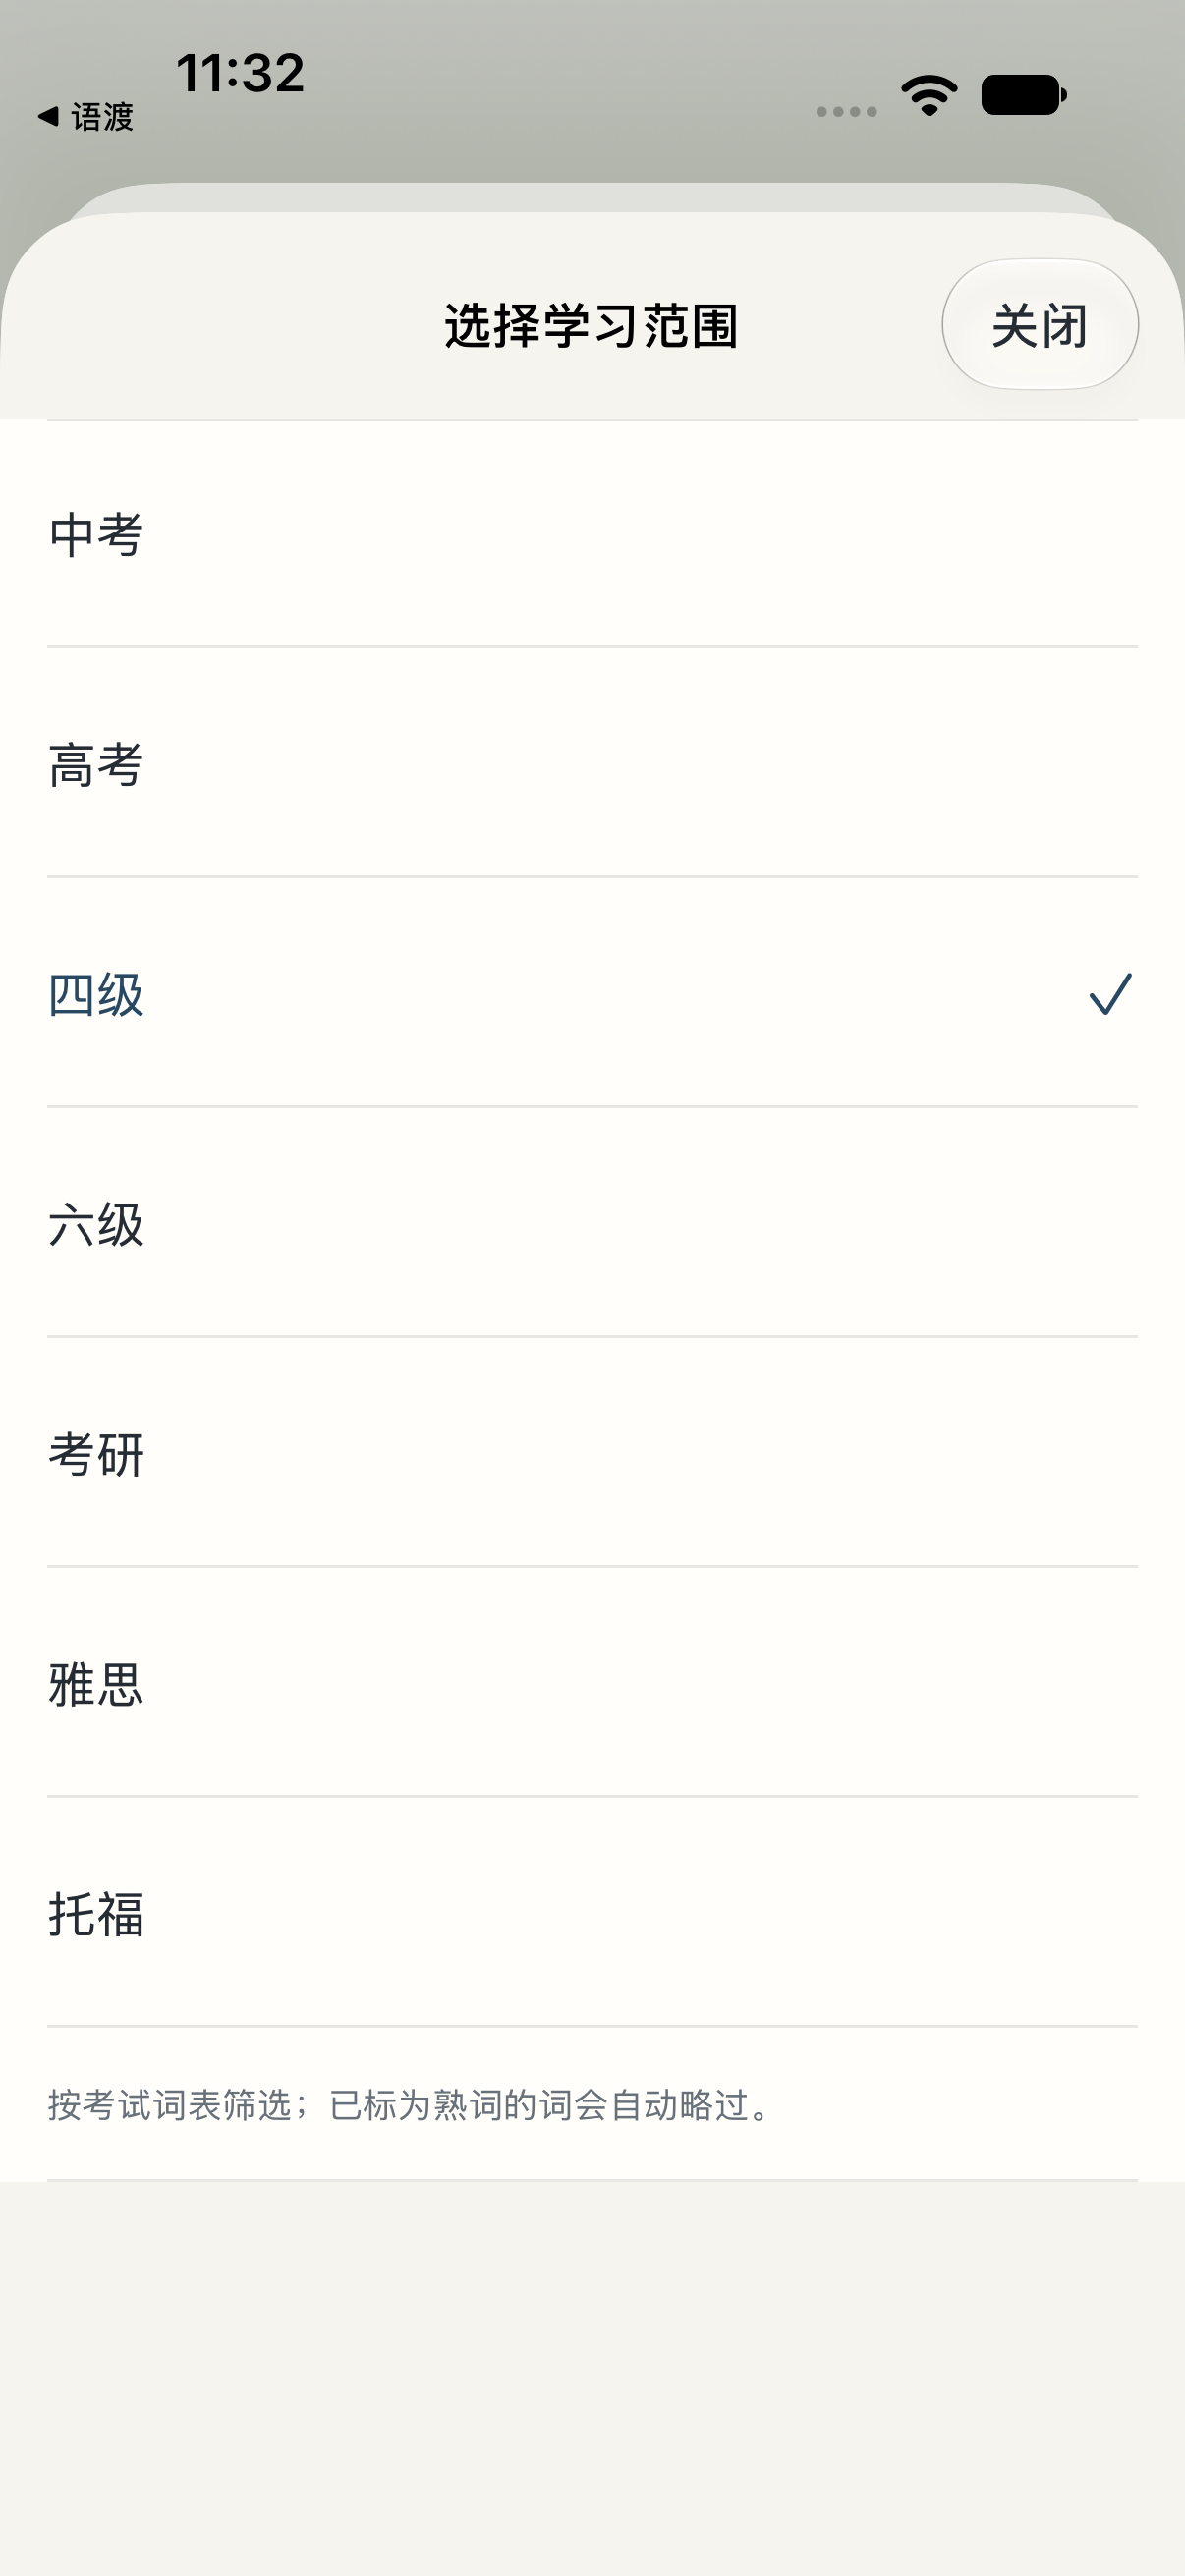 11:32
语渡
选择学习范围
关闭
中考
高考
四级
六级
考研
雅思
托福
按考试词表筛选；已标为熟词的词会自动略过。